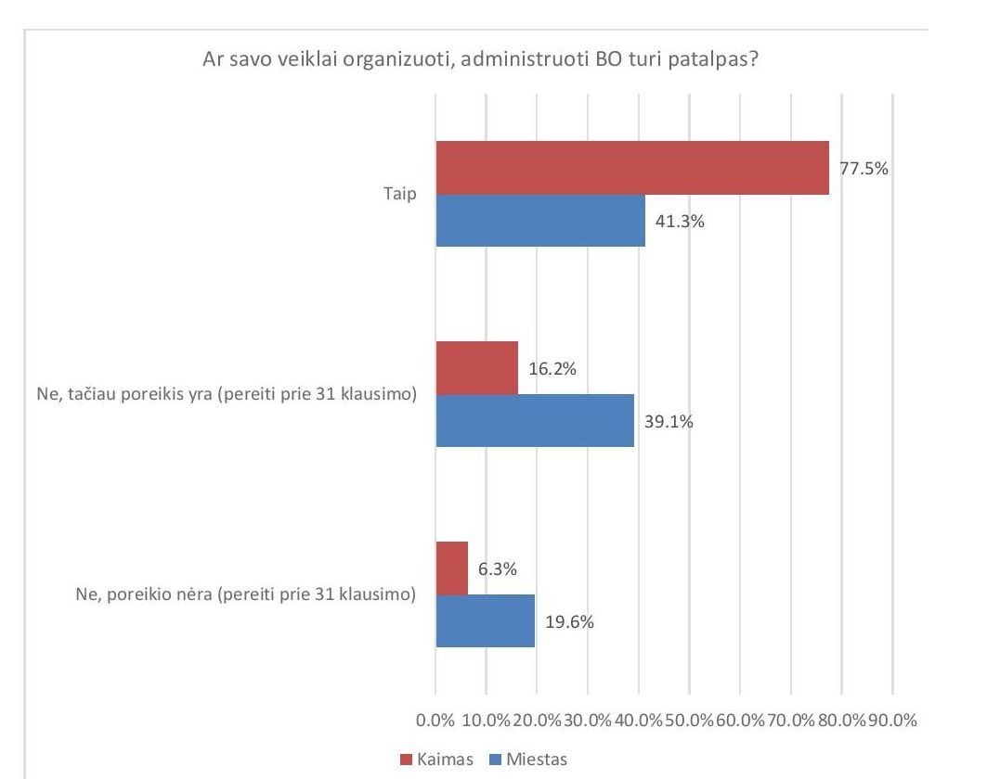 Ar savo veiklai organizuoti, administruoti BO turi patalpas?
77.5%
Taip
41.3%
16.2%
Ne, tačiau poreikis yra (pereiti prie 31 klausimo)
39.1%
6.3%
Ne, poreikio nėra (pereiti prie 31 klausimo)
19.6%
0.0% 10.0% 20.0% 30.0% 40.0% 50.0% 60.0% 70.0% 80.0% 90.0%
Kaimas Miestas